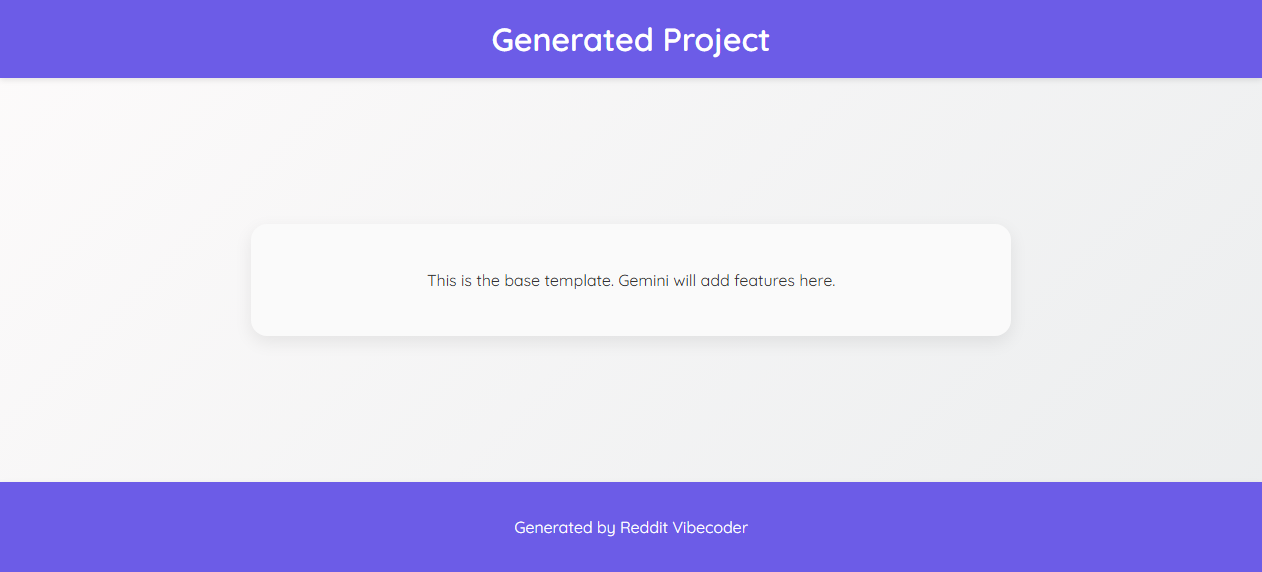 Generated Project
This is the base template. Gemini will add features here.
Generated by Reddit Vibecoder